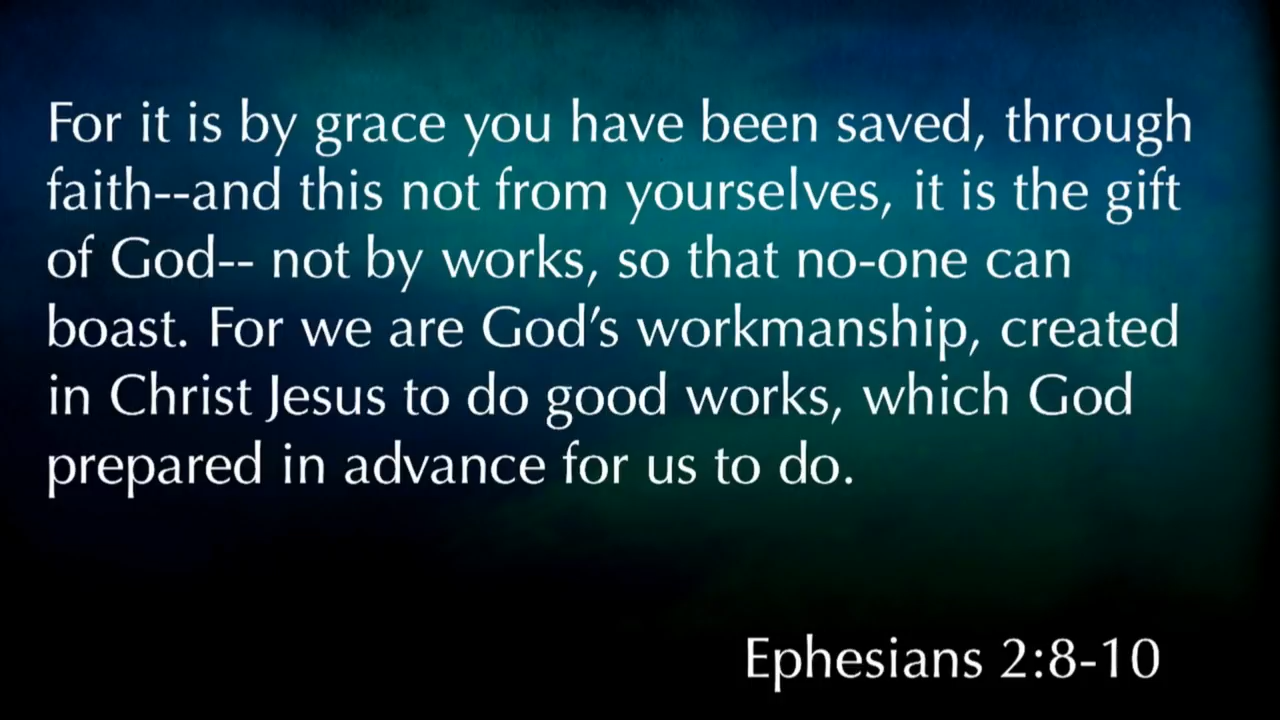 For it is by grace you have been saved, through
faith--and this not from yourselves, it is the gift
of God-- not by works, so that no-one can
boast. For we are God’s workmanship, created
in Christ Jesus to do good works, which God
prepared in advance for us to do.
Ephesians 2:8-10